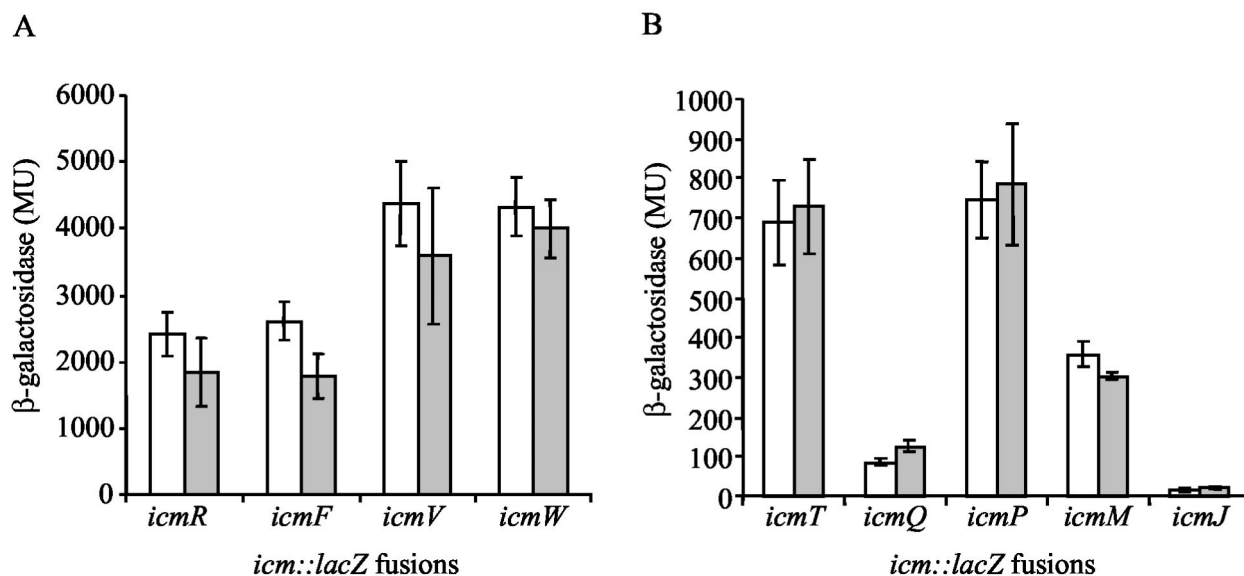 A
β-galactosidase (MU)
6000
5000
4000
3000
2000
1000
0
icmR icmF icmV icmW
icm::lacZ fusions
B
β-galactosidase (MU)
1000
900
800
700
600
500
400
300
200
100
0
icmT icmQ icmP icmM icmJ
icm::lacZ fusions